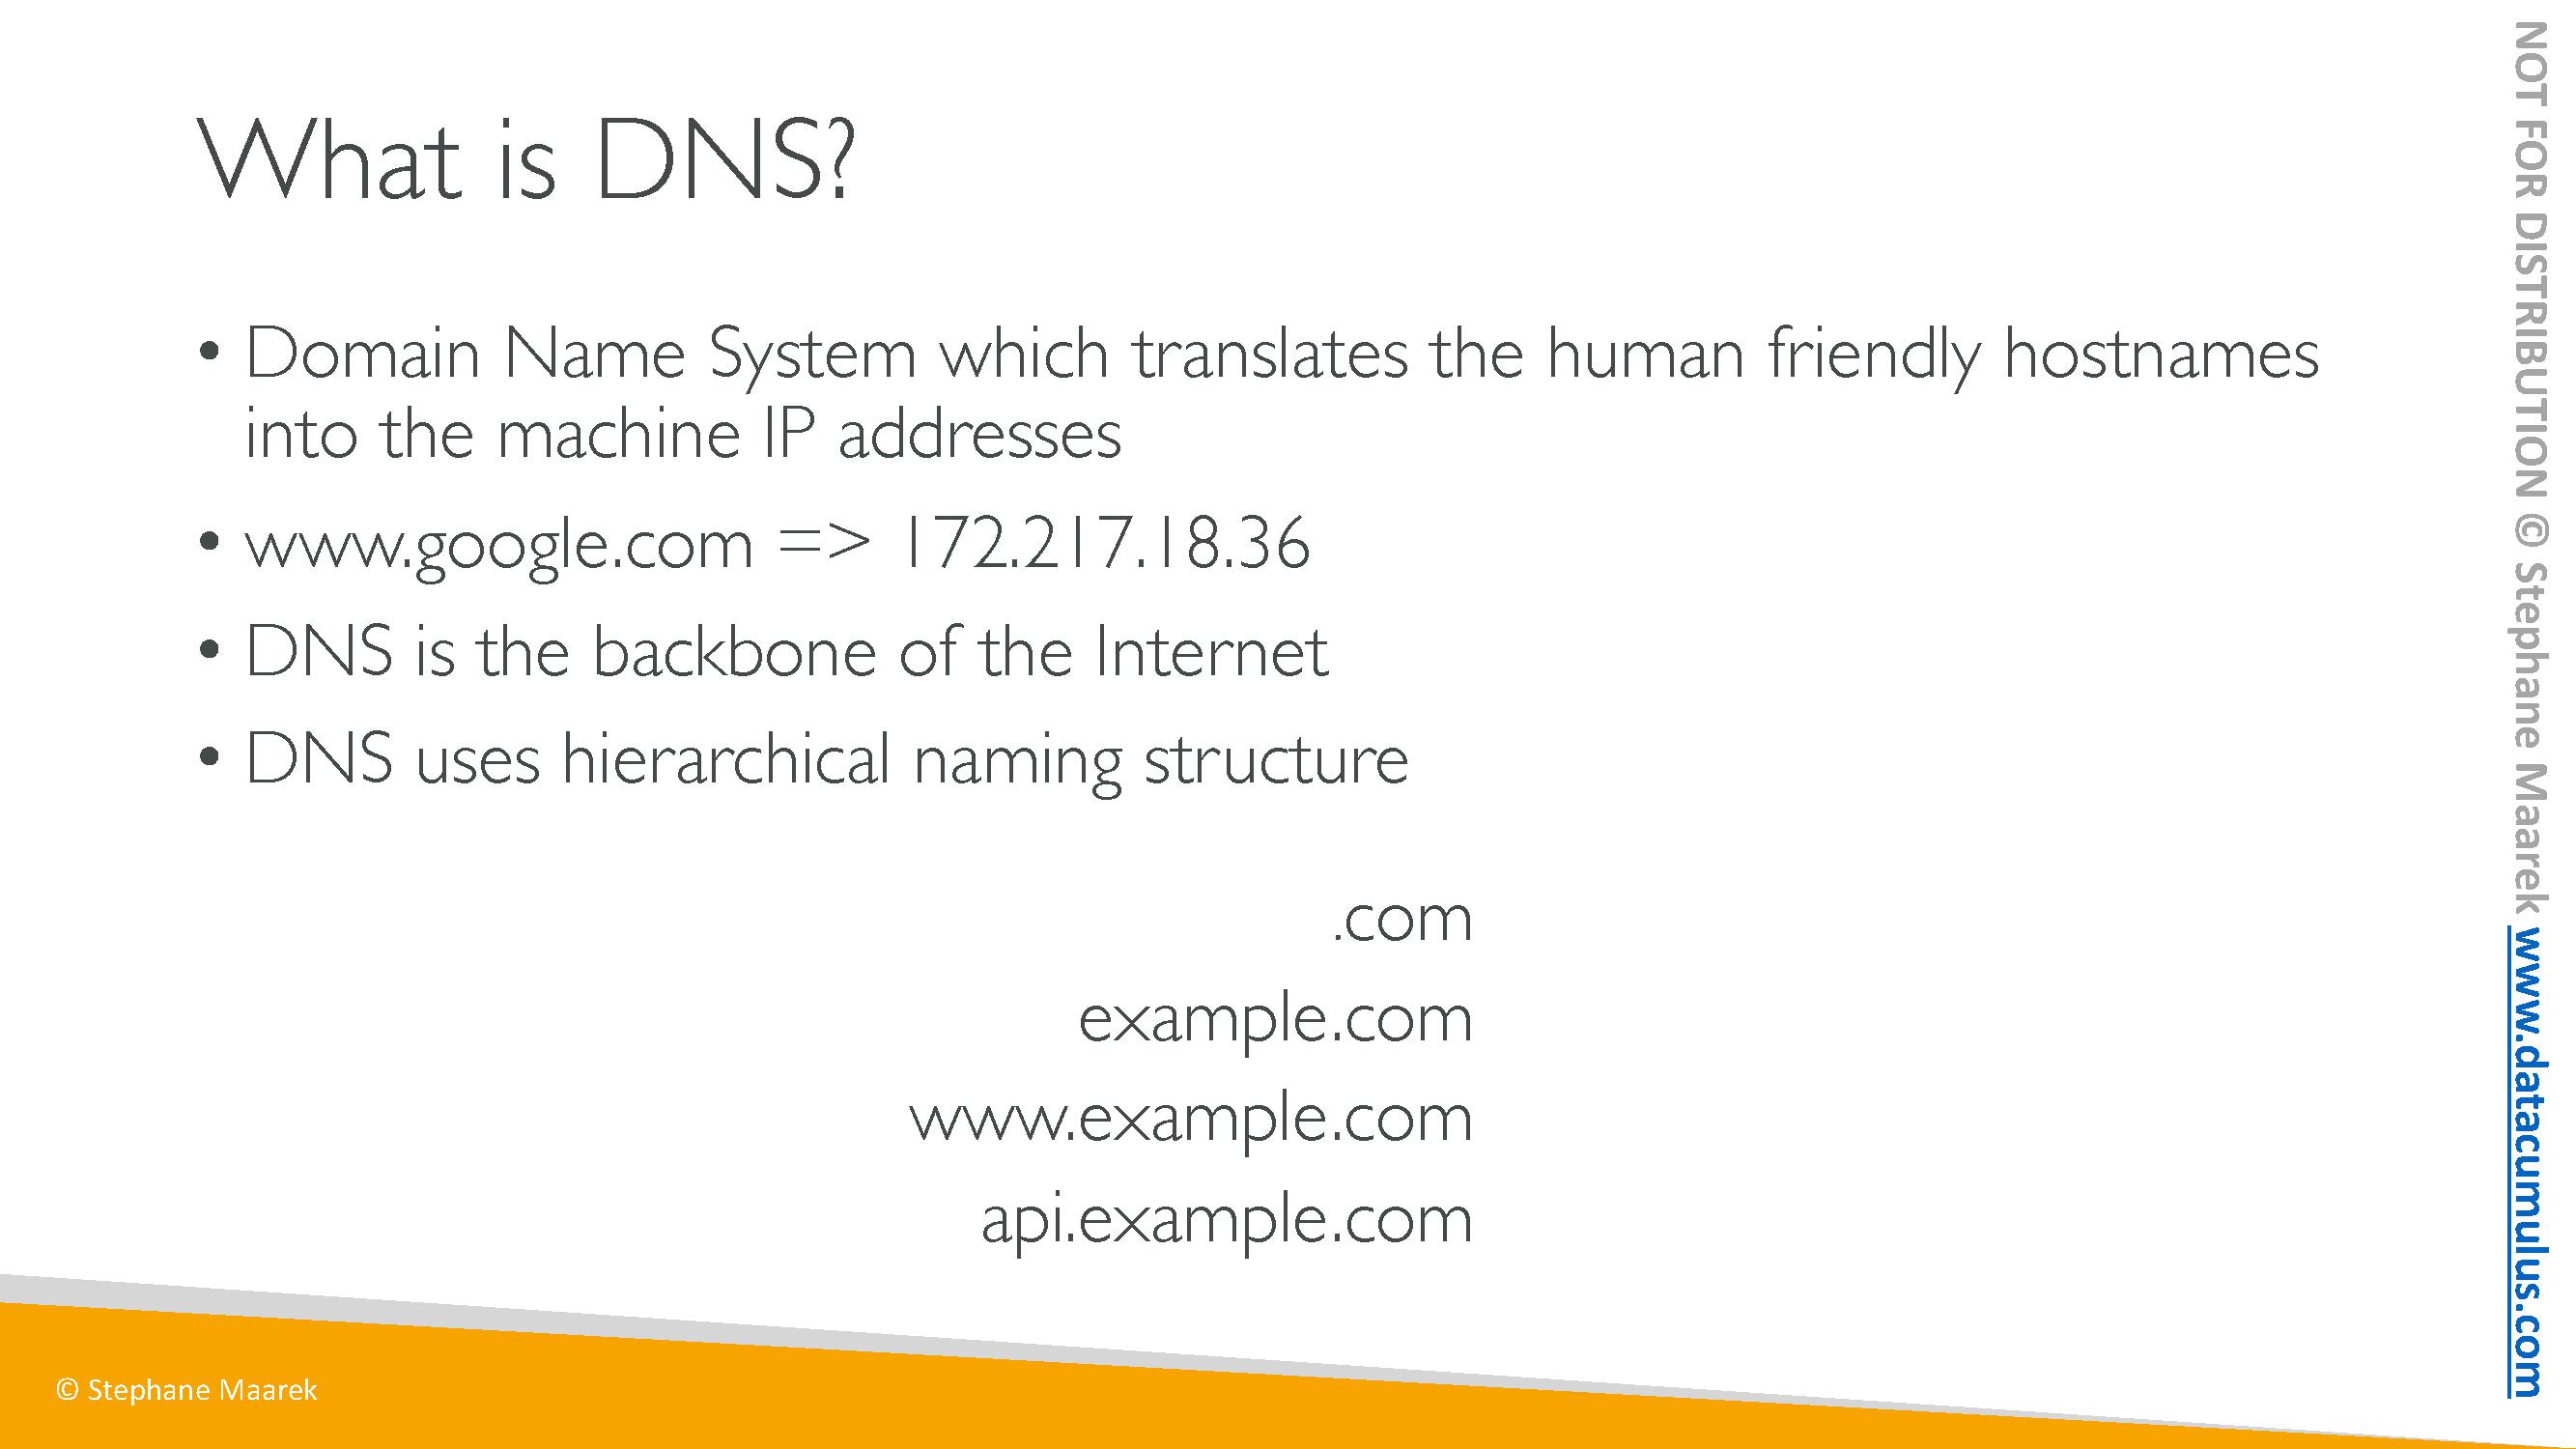 What is DNS?
• Domain Name System which translates the human friendly hostnames
into the machine IP addresses
• www.google.com => 172.217.18.36
• DNS is the backbone of the Internet
• DNS uses hierarchical naming structure
.com
example.com
www.example.com
api.example.com
© Stephane Maarek
NOT FOR DISTRIBUTION © Stephane Maarek www.datacumulus.com